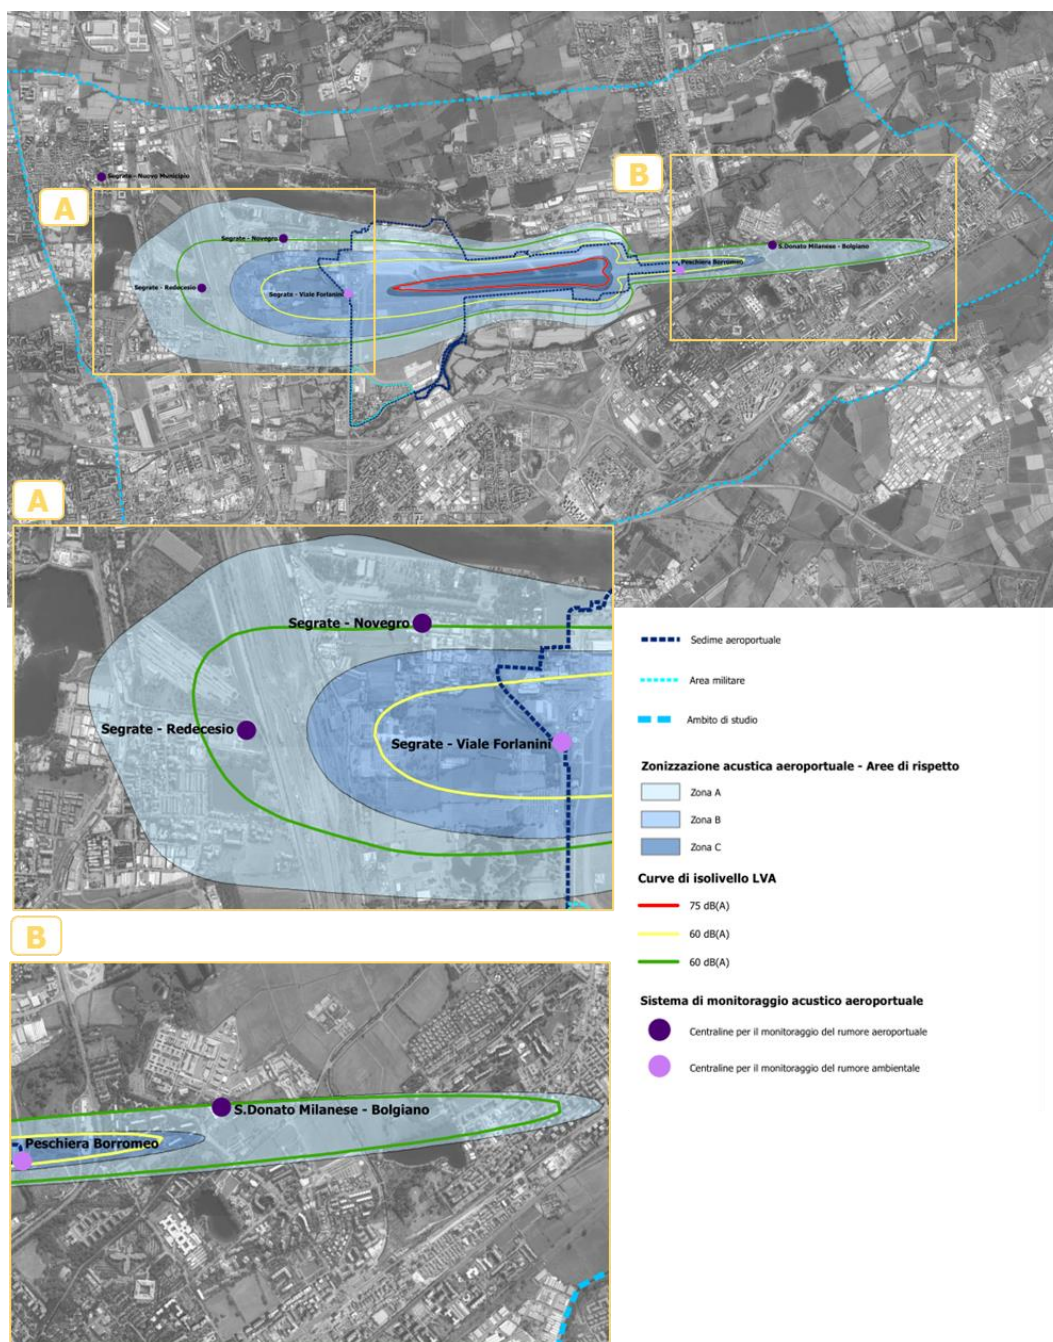 Segrate - Nuovo Municipio
A
B
Segrate - Novegro
S.Donato Milanese - Bolgiano
Peschiera Borromeo
Segrate - Redecesio
Segrate - Viale Forlanini
A
Segrate - Novegro
Segrate - Redecesio
Segrate - Viale Forlanini
Sedime aeroportuale
Area militare
Ambito di studio
Zonizzazione acustica aeroportuale - Aree di rispetto
Zona A
Zona B
Zona C
Curve di isolivello LVA
75 dB(A)
60 dB(A)
60 dB(A)
Sistema di monitoraggio acustico aeroportuale
Centraline per il monitoraggio del rumore aeroportuale
Centraline per il monitoraggio del rumore ambientale
B
S.Donato Milanese - Bolgiano
Peschiera Borromeo